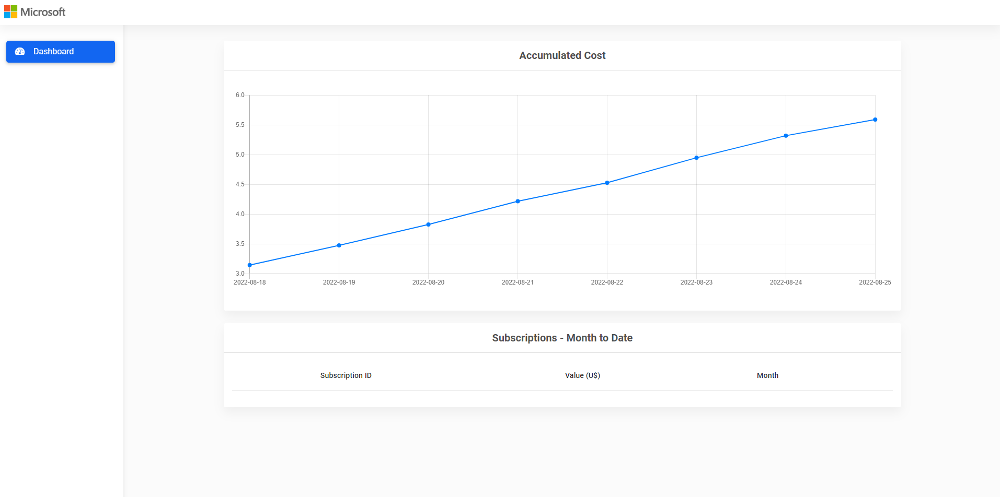 Microsoft
Dashboard
Accumulated Cost
6.0
5.5
5.0
4.5
4.0
3.5
3.0
2022-08-18 2022-08-19 2022-08-20 2022-08-21 2022-08-22 2022-08-23 2022-08-24 2022-08-25
Subscriptions - Month to Date
Subscription ID Value (U$) Month